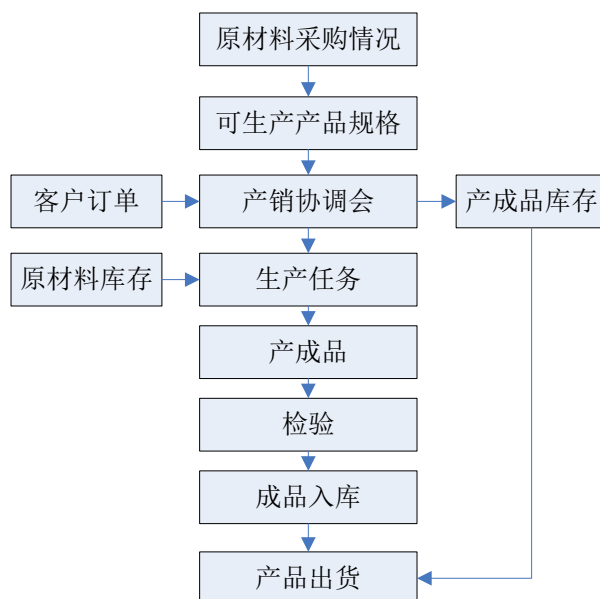 原材料采购情况
可生产产品规格
客户订单
产销协调会
产成品库存
原材料库存
生产任务
产成品
检验
成品入库
产品出货